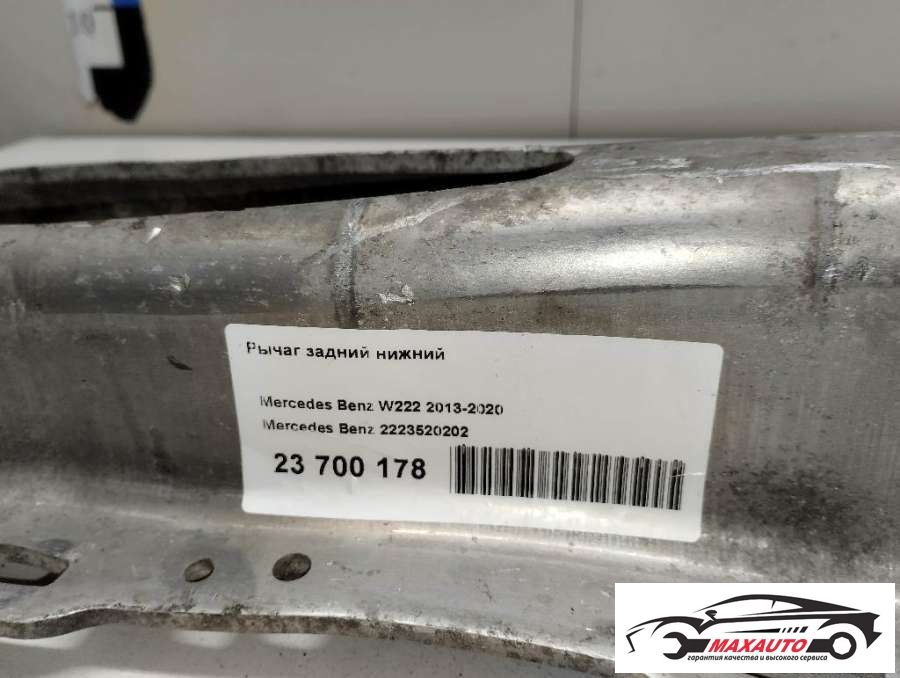 Рычаг задний нижний
Mercedes Benz W222 2013-2020
Mercedes Benz 2223520202
23 700 178
MAXAUTO
гарантия качества и высокого сервиса